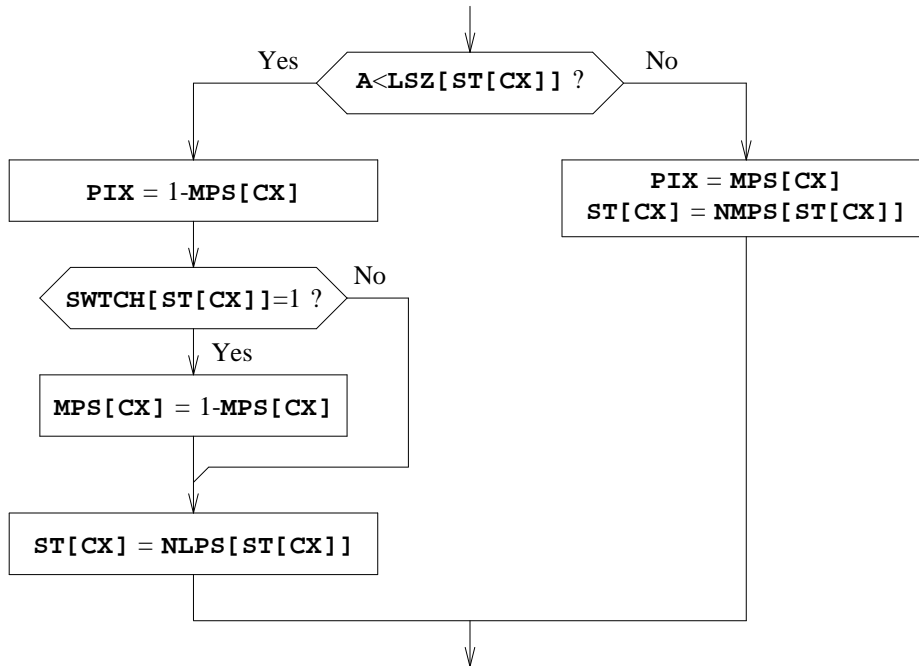 Yes
A<LSZ[ST[CX]] ?
No
PIX = 1-MPS[CX]
PIX = MPS[CX]
ST[CX] = NMPS[ST[CX]]
SWTCH[ST[CX]]=1 ?
No
Yes
MPS[CX] = 1-MPS[CX]
ST[CX] = NLPS[ST[CX]]